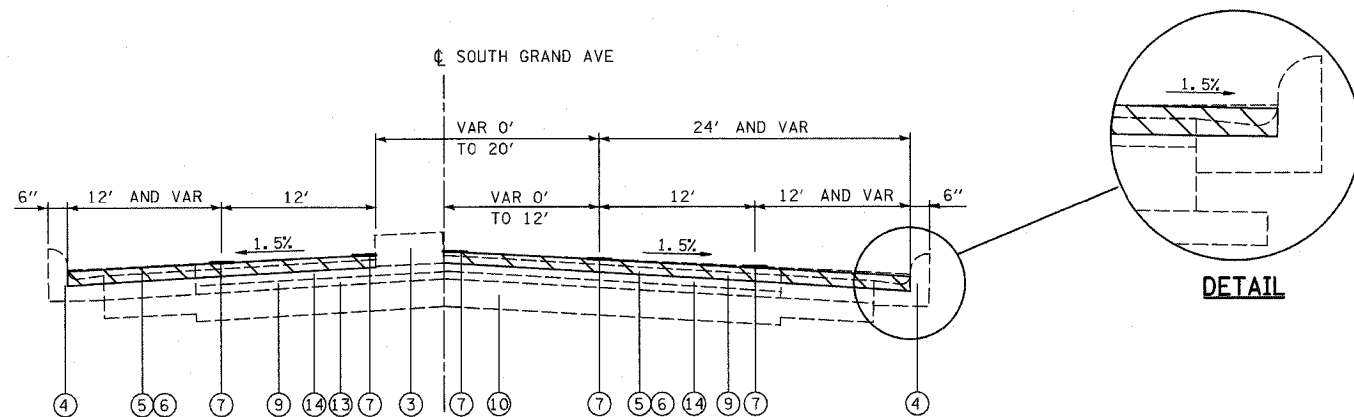 ℄ SOUTH GRAND AVE
1.5%
VAR 0'
TO 20'
24' AND VAR
6"
12' AND VAR
12'
VAR 0'
TO 12'
12'
12' AND VAR
6"
1.5%
1.5%
DETAIL
4 5 6 7 9 14 13 7 3 7 10 7 5 6 14 9 7 4